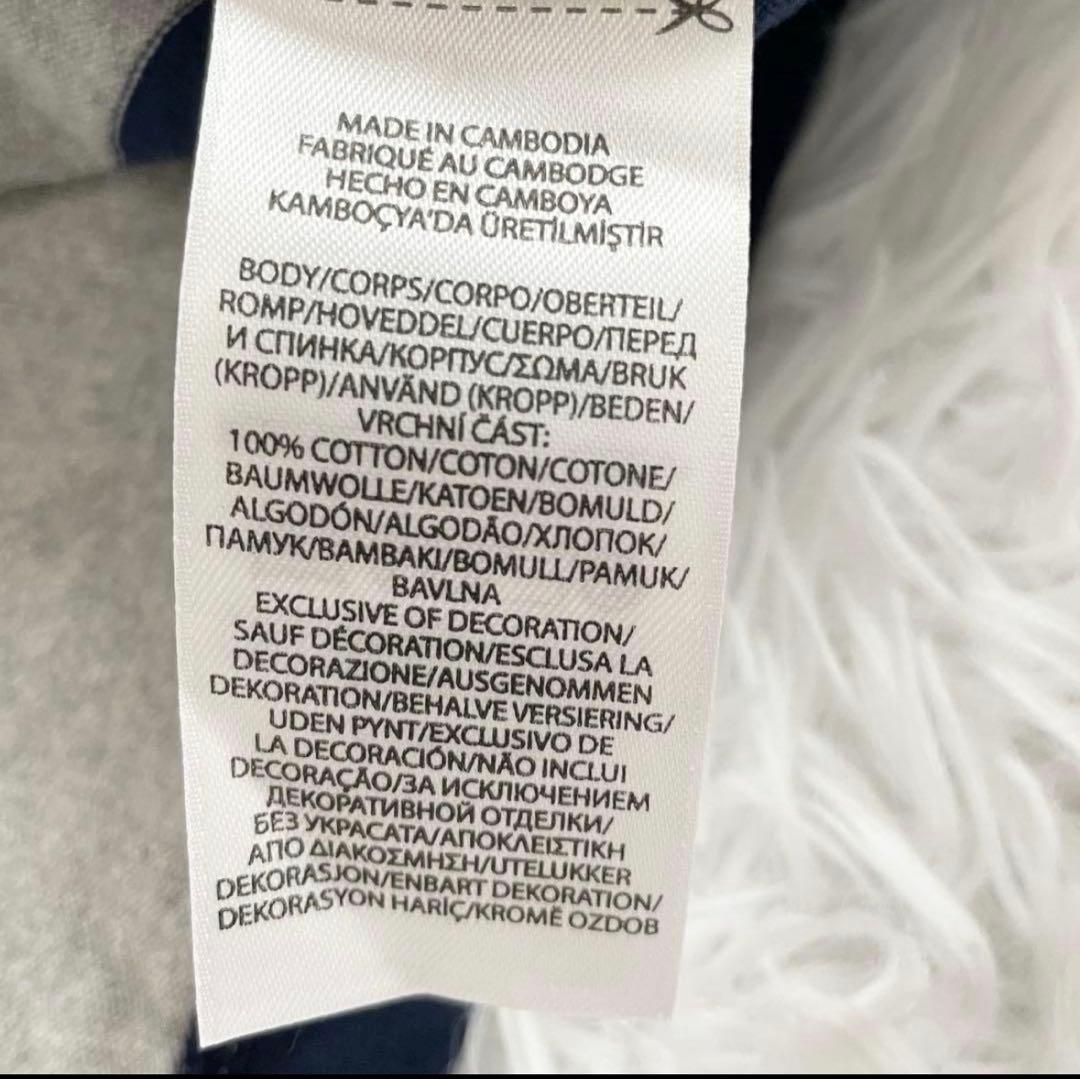 MADE IN CAMBODIA
FABRIQUÉ AU CAMBODGE
HECHO EN CAMBOYA
KAMBOÇYA'DA ÜRETİLMİŞTİR
BODY/CORPS/CORPO/OBERTEIL/
ROMP/HOVEDDEL/CUERPO/ПЕРЕД
И СПИНКА/КОРПУС/ΣΩΜΑ/BRUK
(KROPP)/ANVÄND (KROPP)/BEDEN/
VRCHNÍ ČÁST:
100% COTTON/COTON/COTONE/
BAUMWOLLE/KATOEN/BOMULD/
ALGODÓN/ALGODÃO/ХЛОПОК/
ПАМУК/ΒΑΜΒΑΚΙ/BOMULL/PAMUK/
BAVLNA
EXCLUSIVE OF DECORATION/
SAUF DÉCORATION/ESCLUSA LA
DECORAZIONE/AUSGENOMMEN
DEKORATION/BEHALVE VERSIERING/
UDEN PYNT/EXCLUSIVO DE
LA DECORACIÓN/NÃO INCLUI
DECORAÇÃO/ЗА ИСКЛЮЧЕНИЕМ
ДЕКОРАТИВНОЙ ОТДЕЛКИ/
БЕЗ УКРАСАТА/ΑΠΟΚΛΕΙΣΤΙΚΗ
ΑΠΟ ΔΙΑΚΟΣΜΗΣΗ/UTELUKKER
DEKORASJON/ENBART DEKORATION/
DEKORASYON HARİÇ/KROMĚ OZDOB